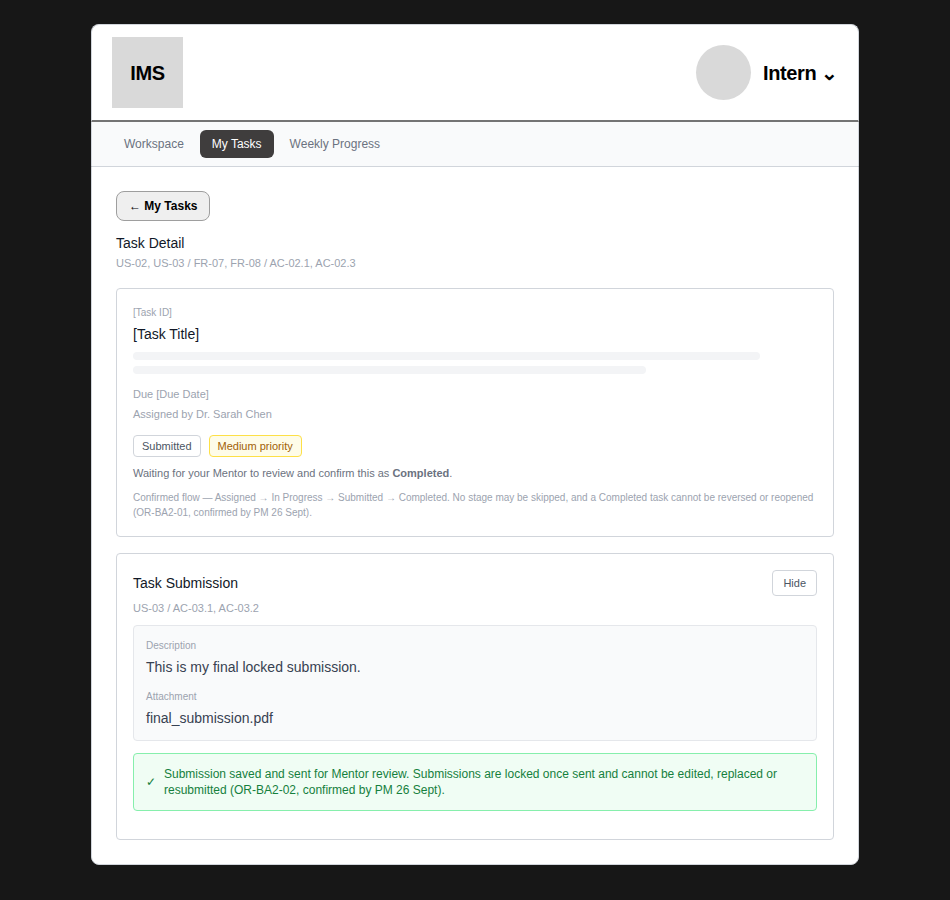 IMS
Intern
Workspace
My Tasks
Weekly Progress
← My Tasks
Task Detail
US-02, US-03 / FR-07, FR-08 / AC-02.1, AC-02.3
[Task ID]
[Task Title]
Due [Due Date]
Assigned by Dr. Sarah Chen
Submitted
Medium priority
Waiting for your Mentor to review and confirm this as Completed.
Confirmed flow — Assigned → In Progress → Submitted → Completed. No stage may be skipped, and a Completed task cannot be reversed or reopened
(OR-BA2-01, confirmed by PM 26 Sept).
Task Submission
Hide
US-03 / AC-03.1, AC-03.2
Description
This is my final locked submission.
Attachment
final_submission.pdf
✓ Submission saved and sent for Mentor review. Submissions are locked once sent and cannot be edited, replaced or
resubmitted (OR-BA2-02, confirmed by PM 26 Sept).